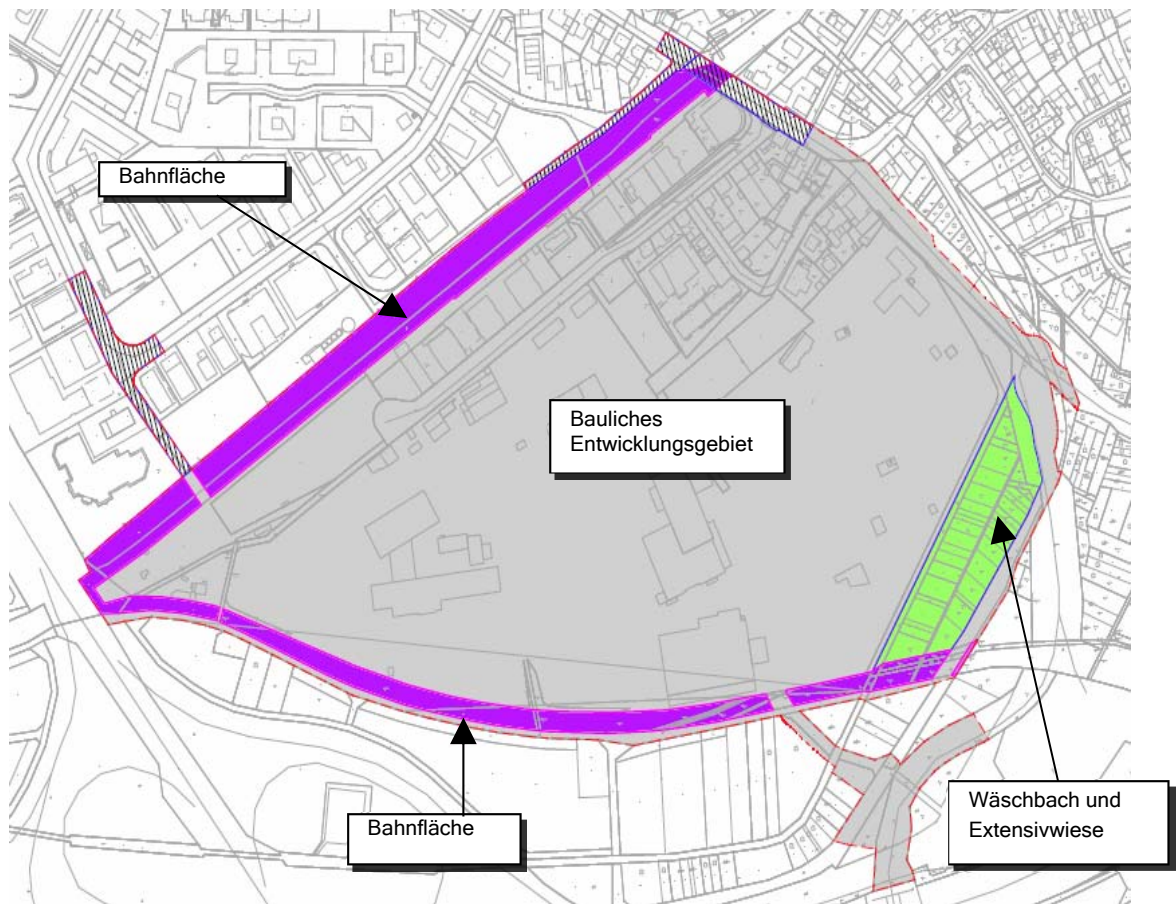 Bahnfläche
Bauliches
Entwicklungsgebiet
Wäschbach und
Extensivwiese
Bahnfläche